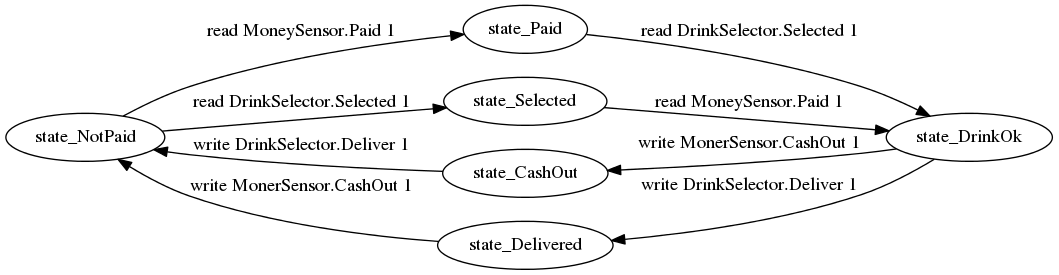 read MoneySensor.Paid 1
state_Paid
read DrinkSelector.Selected 1
read DrinkSelector.Selected 1
state_Selected
read MoneySensor.Paid 1
state_NotPaid
state_DrinkOk
write DrinkSelector.Deliver 1
state_CashOut
write MonerSensor.CashOut 1
write MonerSensor.CashOut 1
state_Delivered
write DrinkSelector.Deliver 1